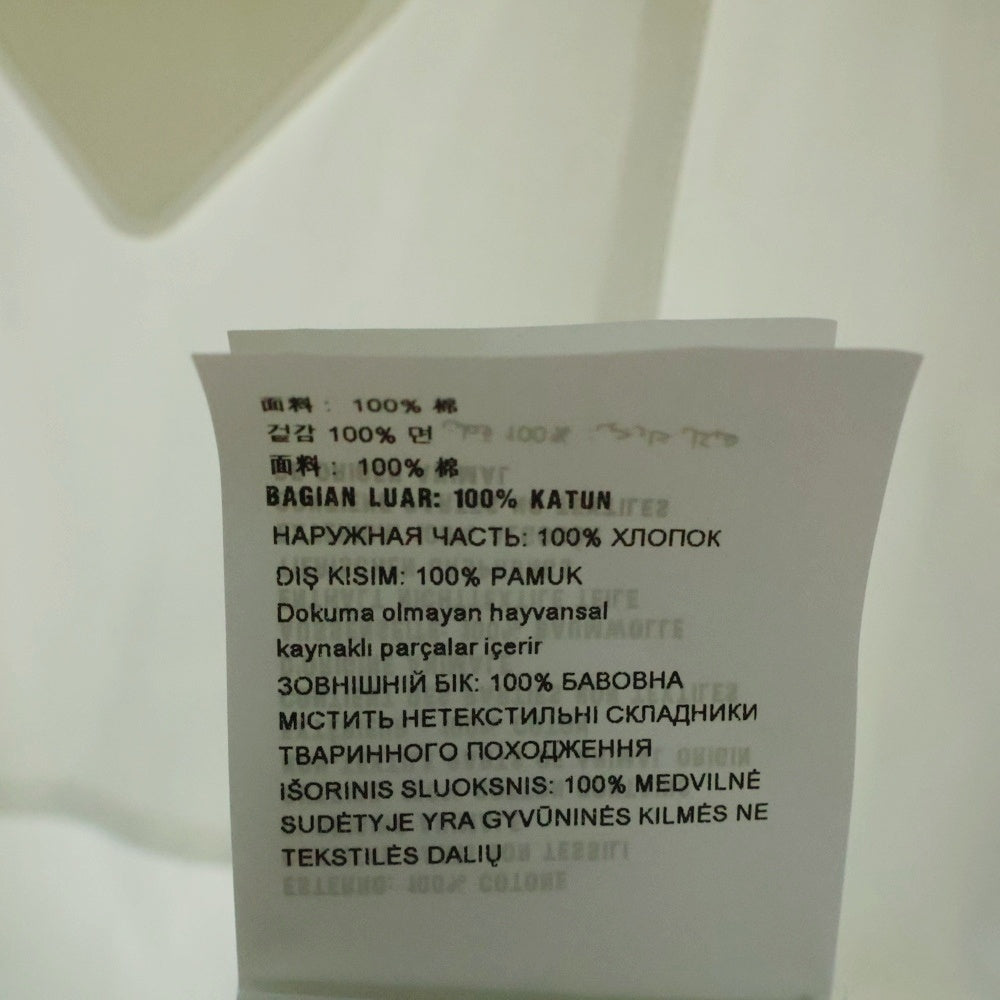 面料： 100% 棉
겉감 100% 면
面料： 100% 棉
BAGIAN LUAR: 100% KATUN
НАРУЖНАЯ ЧАСТЬ: 100% ХЛОПОК
DIŞ KISIM: 100% PAMUK
Dokuma olmayan hayvansal
kaynaklı parçalar içerir
ЗОВНІШНІЙ БІК: 100% БАВОВНА
МІСТИТЬ НЕТЕКСТИЛЬНІ СКЛАДНИКИ
ТВАРИННОГО ПОХОДЖЕННЯ
IŠORINIS SLUOKSNIS: 100% MEDVILNĖ
SUDĖTYJE YRA GYVŪNINĖS KILMĖS NE
TEKSTILĖS DALIŲ